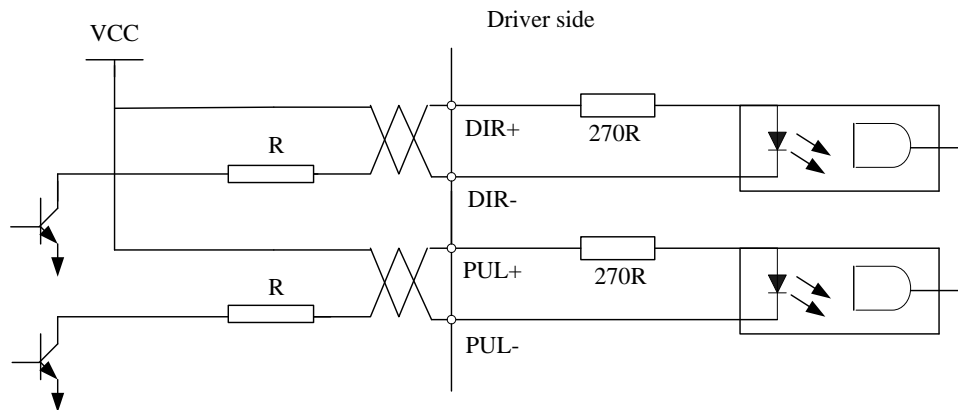 Driver side
VCC
DIR+
270R
R
DIR-
PUL+
270R
R
PUL-